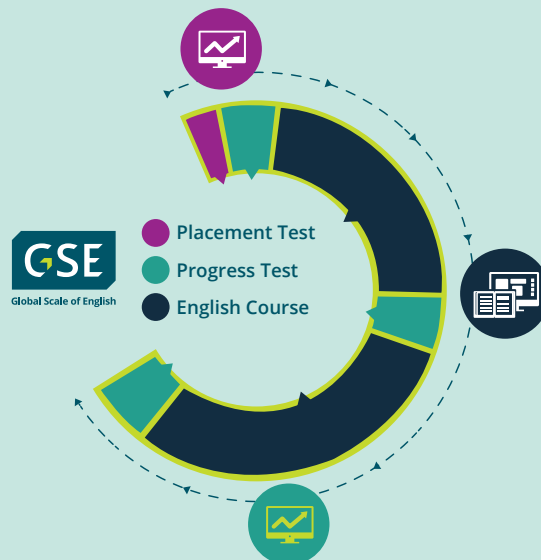 Placement Test
GSE
Progress Test
Global Scale of English
English Course